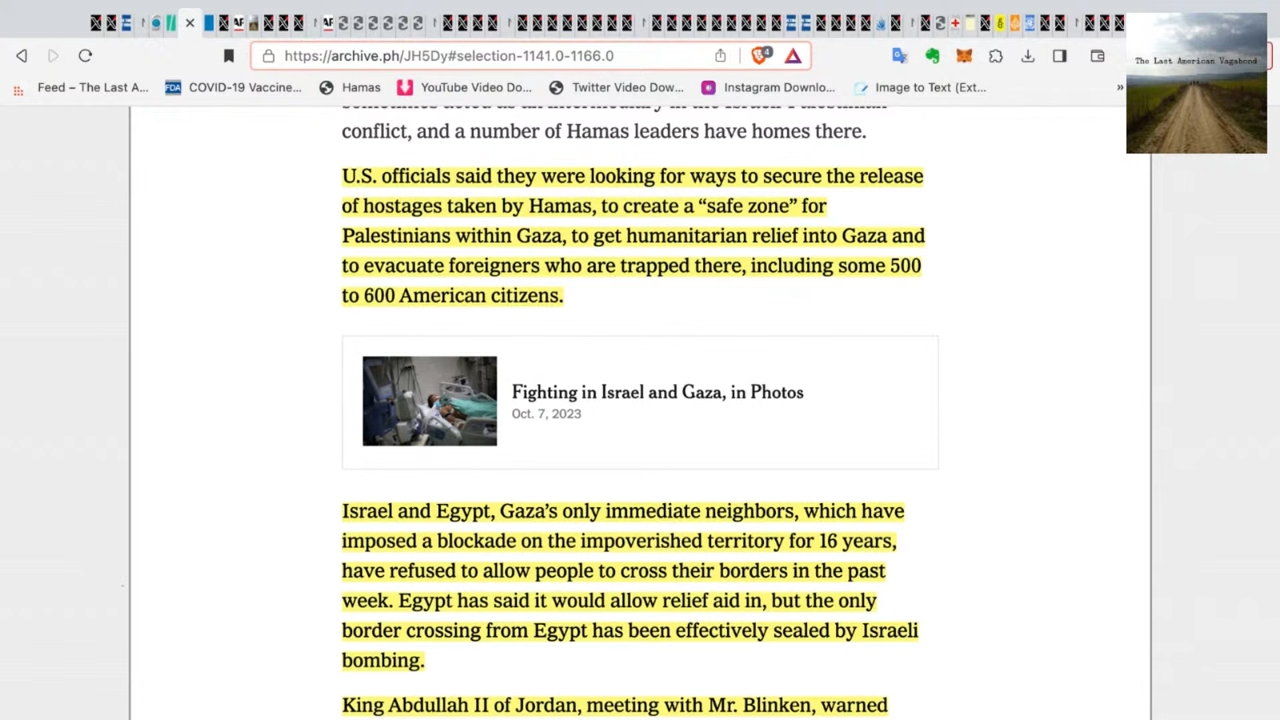 https://archive.ph/JH5Dy#selection-1141.0-1166.0
4
The Last American Vagabond
Feed – The Last A...
FDA
COVID-19 Vaccine...
Hamas
YouTube Video Do...
Twitter Video Dow...
Instagram Downlo...
Image to Text (Ext...
»
conflict, and a number of Hamas leaders have homes there.
U.S. officials said they were looking for ways to secure the release
of hostages taken by Hamas, to create a “safe zone” for
Palestinians within Gaza, to get humanitarian relief into Gaza and
to evacuate foreigners who are trapped there, including some 500
to 600 American citizens.
Fighting in Israel and Gaza, in Photos
Oct. 7, 2023
Israel and Egypt, Gaza’s only immediate neighbors, which have
imposed a blockade on the impoverished territory for 16 years,
have refused to allow people to cross their borders in the past
week. Egypt has said it would allow relief aid in, but the only
border crossing from Egypt has been effectively sealed by Israeli
bombing.
King Abdullah II of Jordan, meeting with Mr. Blinken, warned